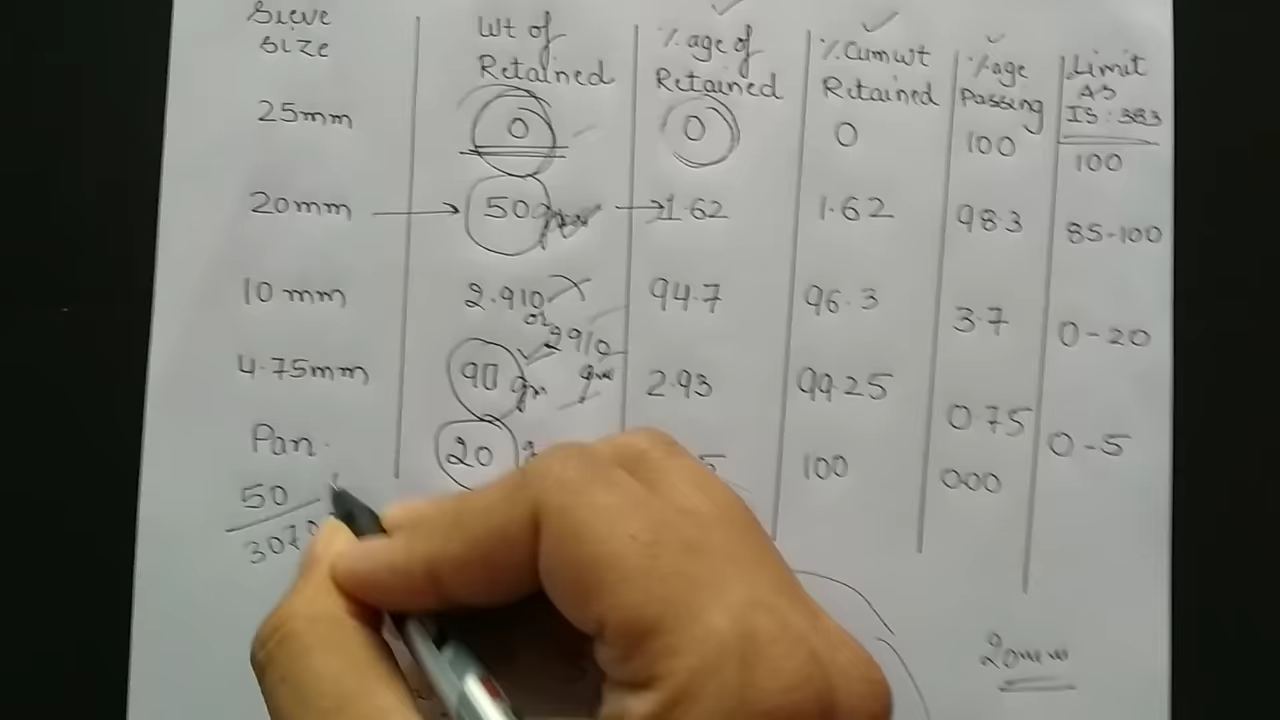 Sieve Size | Wt of Retained | % age of Retained | % Cum wt Retained | % age Passing | Limit AS IS : 383
25mm | 0 | 0 | 0 | 100 | 100
20mm → 50 → 1.62 | 1.62 | 98.3 | 85-100
10mm | 2.910 or 2910 gm | 94.7 | 96.3 | 3.7 | 0-20
4.75mm | 90 gm | 2.93 | 99.25 | 0.75 | 0-5
Pan | 20 | 100 | 000
50
3070
20mm